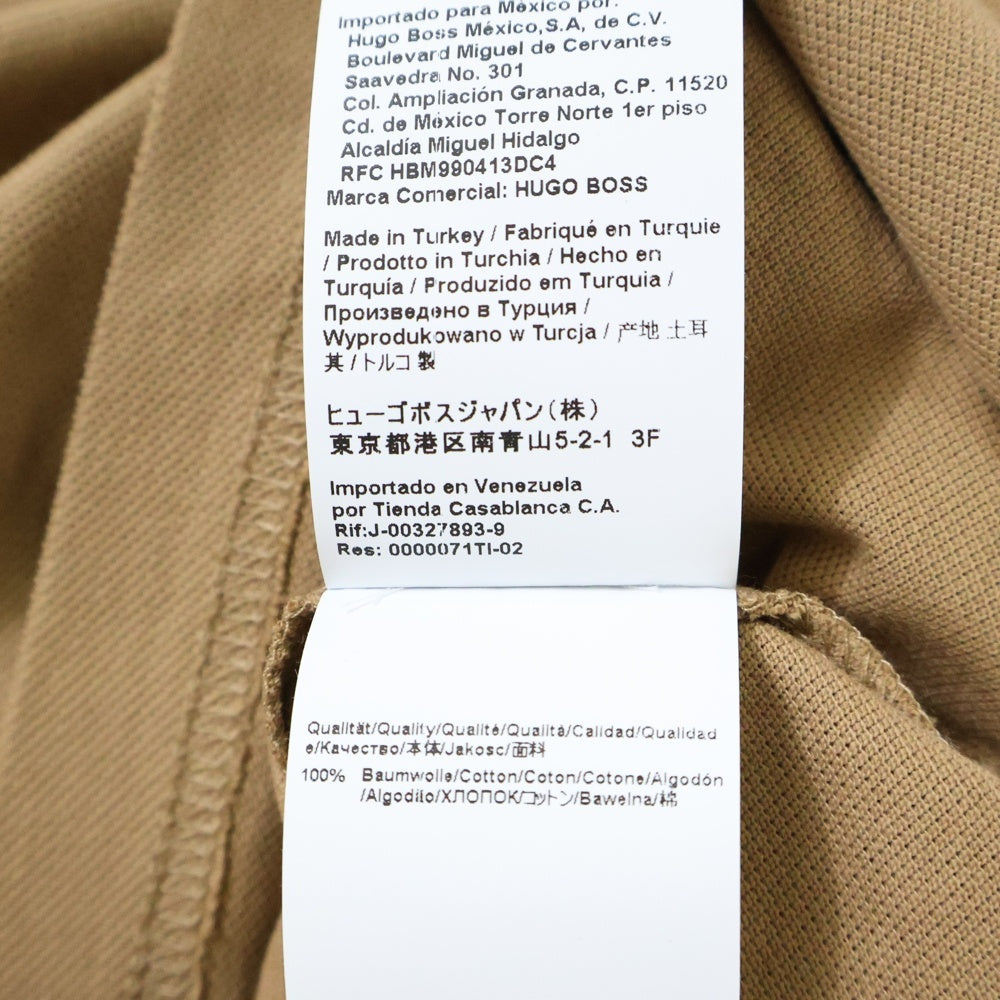 Importado para México por:
Hugo Boss México,S.A, de C.V.
Boulevard Miguel de Cervantes
Saavedra No. 301
Col. Ampliación Granada, C.P. 11520
Cd. de México Torre Norte 1er piso
Alcaldía Miguel Hidalgo
RFC HBM990413DC4
Marca Comercial: HUGO BOSS
Made in Turkey / Fabriqué en Turquie
/ Prodotto in Turchia / Hecho en
Turquía / Produzido em Turquia /
Произведено в Турция /
Wyprodukowano w Turcja / 产地 土耳
其 / トルコ 製
ヒューゴボスジャパン(株)
東京都港区南青山5-2-1 3F
Importado en Venezuela
por Tienda Casablanca C.A.
Rif:J-00327893-9
Res: 0000071TI-02
Qualität/Quality/Qualité/Qualità/Calidad/Qualidad
e/Качество/本体/Jakosc/面料
100% Baumwolle/Cotton/Coton/Cotone/Algodón
/Algodão/ХЛОПОК/コットン/Bawelna/棉